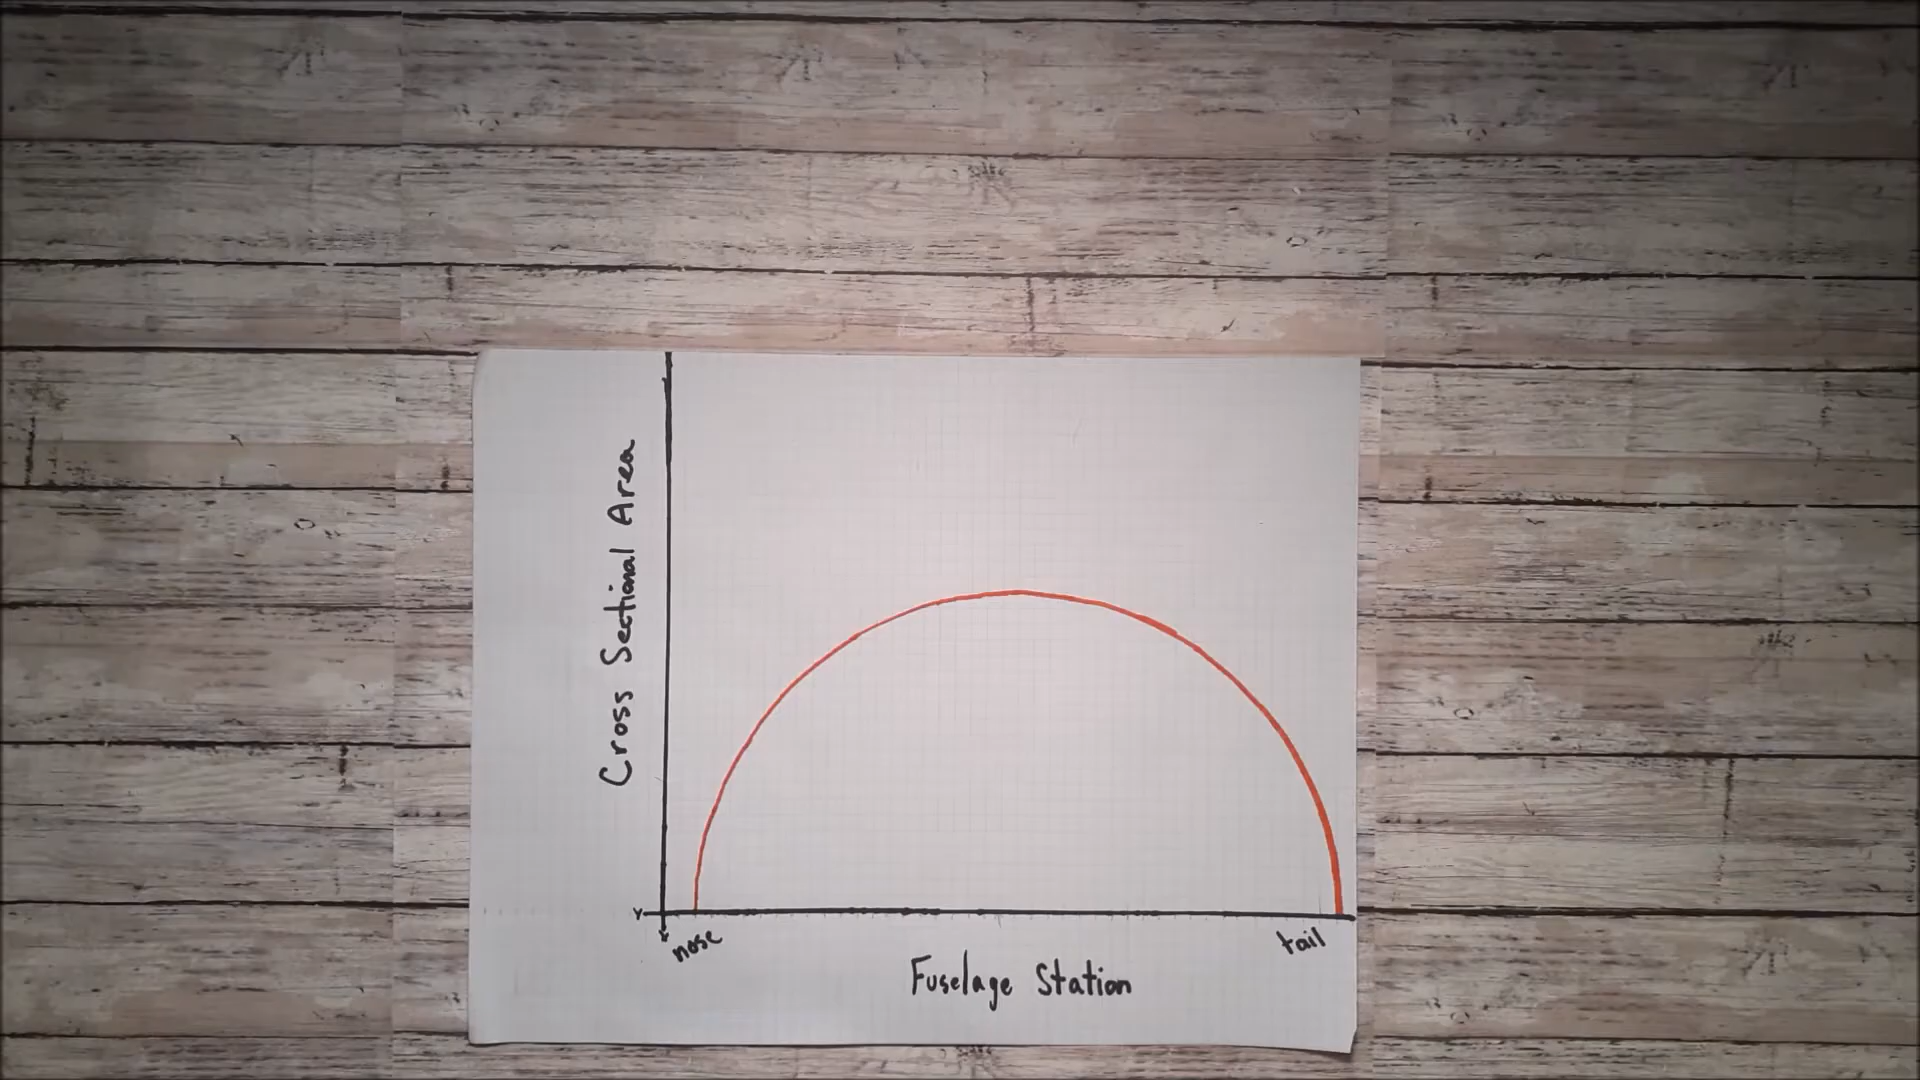 Cross Sectional Area
Y
x
nose
tail
Fuselage Station